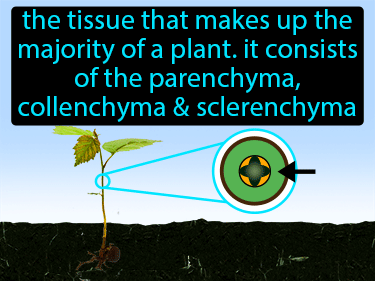 the tissue that makes up the
majority of a plant. it consists
of the parenchyma,
collenchyma & sclerenchyma